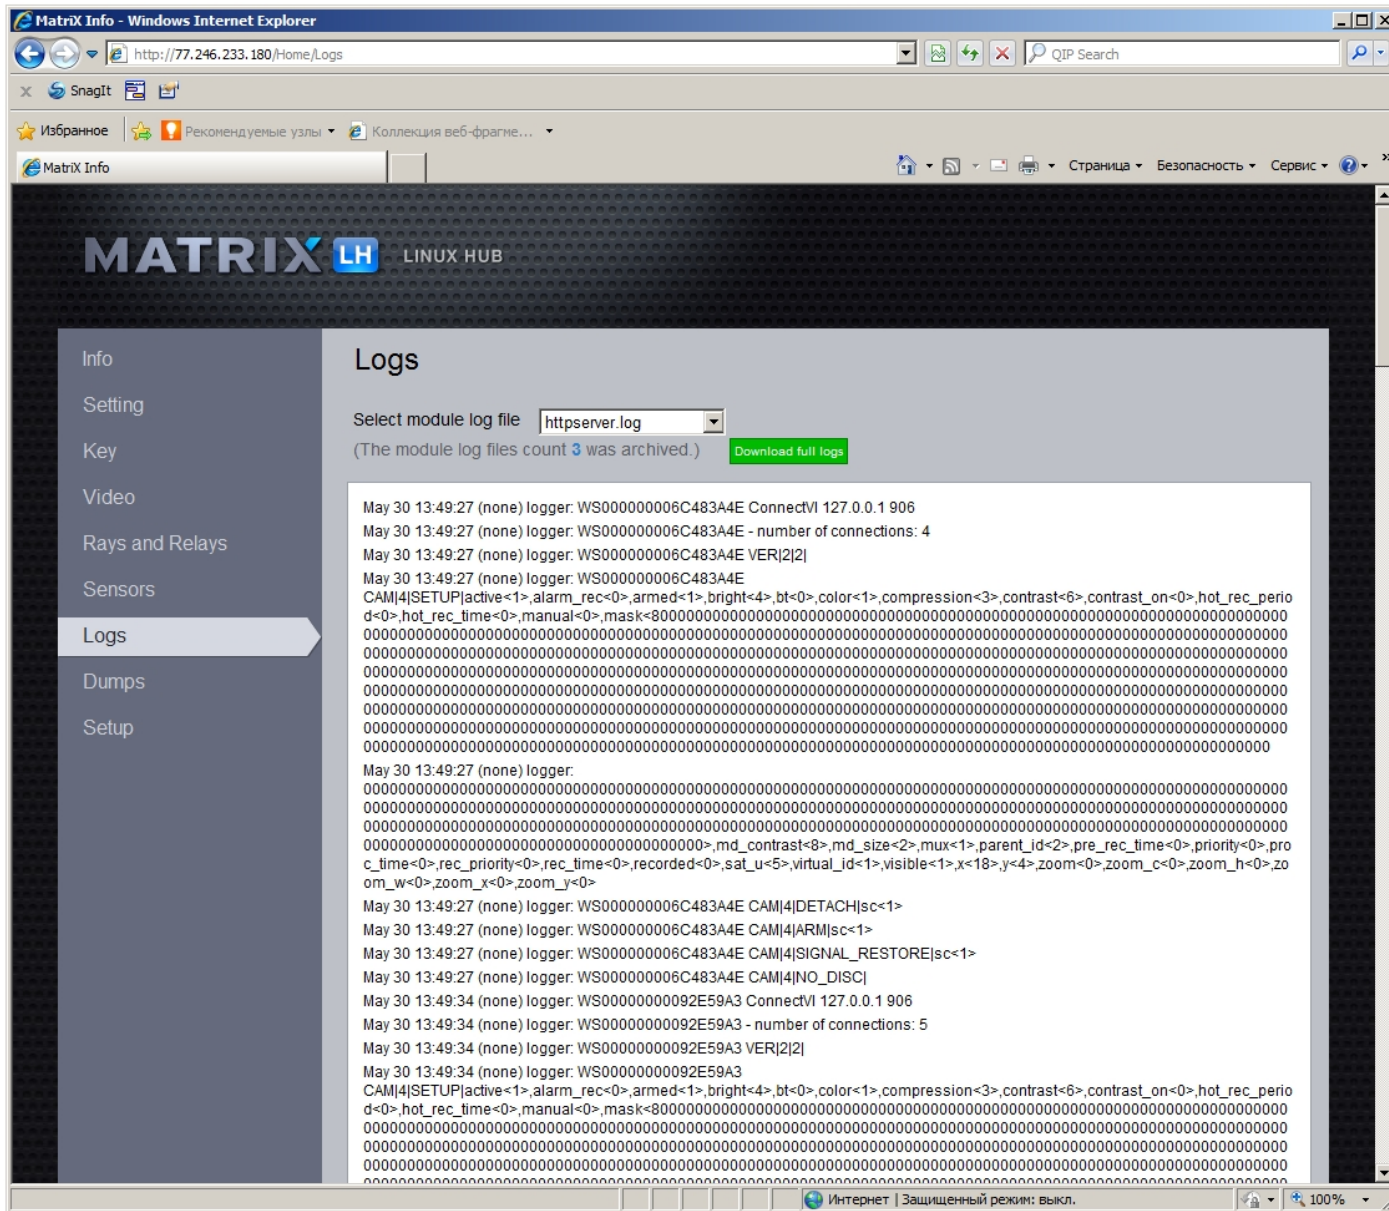 MatriX Info - Windows Internet Explorer
http://77.246.233.180/Home/Logs
QIP Search
x SnagIt
Избранное Рекомендуемые узлы Коллекция веб-фрагме...
MatriX Info
Страница Безопасность Сервис
MATRIX LH LINUX HUB
Info
Setting
Key
Video
Rays and Relays
Sensors
Logs
Dumps
Setup
Logs
Select module log file httpserver.log
(The module log files count 3 was archived.) Download full logs
May 30 13:49:27 (none) logger: WS000000006C483A4E ConnectVI 127.0.0.1 906
May 30 13:49:27 (none) logger: WS000000006C483A4E - number of connections: 4
May 30 13:49:27 (none) logger: WS000000006C483A4E VER|2|2|
May 30 13:49:27 (none) logger: WS000000006C483A4E
CAM|4|SETUP|active<1>,alarm_rec<0>,armed<1>,bright<4>,bt<0>,color<1>,compression<3>,contrast<6>,contrast_on<0>,hot_rec_perio
d<0>,hot_rec_time<0>,manual<0>,mask<8
May 30 13:49:27 (none) logger:
>,md_contrast<8>,md_size<2>,mux<1>,parent_id<2>,pre_rec_time<0>,priority<0>,pro
c_time<0>,rec_priority<0>,rec_time<0>,recorded<0>,sat_u<5>,virtual_id<1>,visible<1>,x<18>,y<4>,zoom<0>,zoom_c<0>,zoom_h<0>,zo
om_w<0>,zoom_x<0>,zoom_y<0>
May 30 13:49:27 (none) logger: WS000000006C483A4E CAM|4|DETACH|sc<1>
May 30 13:49:27 (none) logger: WS000000006C483A4E CAM|4|ARM|sc<1>
May 30 13:49:27 (none) logger: WS000000006C483A4E CAM|4|SIGNAL_RESTORE|sc<1>
May 30 13:49:27 (none) logger: WS000000006C483A4E CAM|4|NO_DISC|
May 30 13:49:34 (none) logger: WS00000000092E59A3 ConnectVI 127.0.0.1 906
May 30 13:49:34 (none) logger: WS00000000092E59A3 - number of connections: 5
May 30 13:49:34 (none) logger: WS00000000092E59A3 VER|2|2|
May 30 13:49:34 (none) logger: WS00000000092E59A3
CAM|4|SETUP|active<1>,alarm_rec<0>,armed<1>,bright<4>,bt<0>,color<1>,compression<3>,contrast<6>,contrast_on<0>,hot_rec_perio
d<0>,hot_rec_time<0>,manual<0>,mask<8
Интернет | Защищенный режим: выкл.
100%